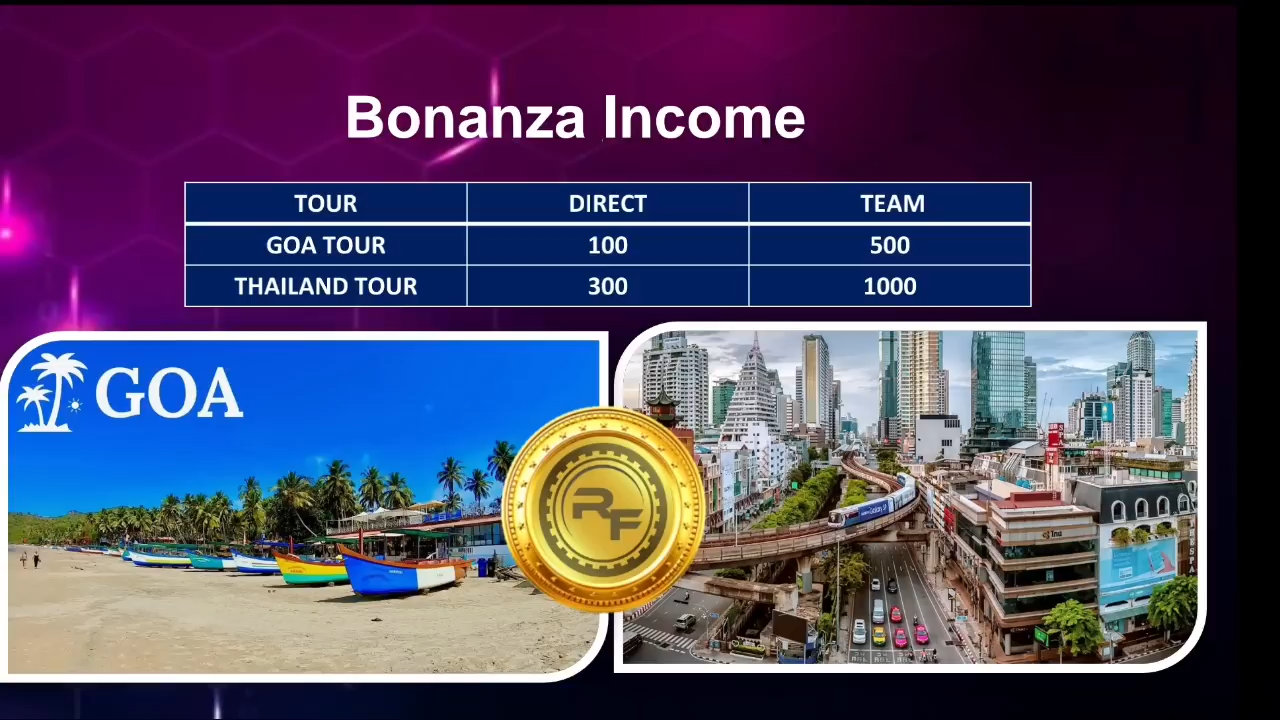 Bonanza Income
TOUR DIRECT TEAM
GOA TOUR 100 500
THAILAND TOUR 300 1000
GOA
RF